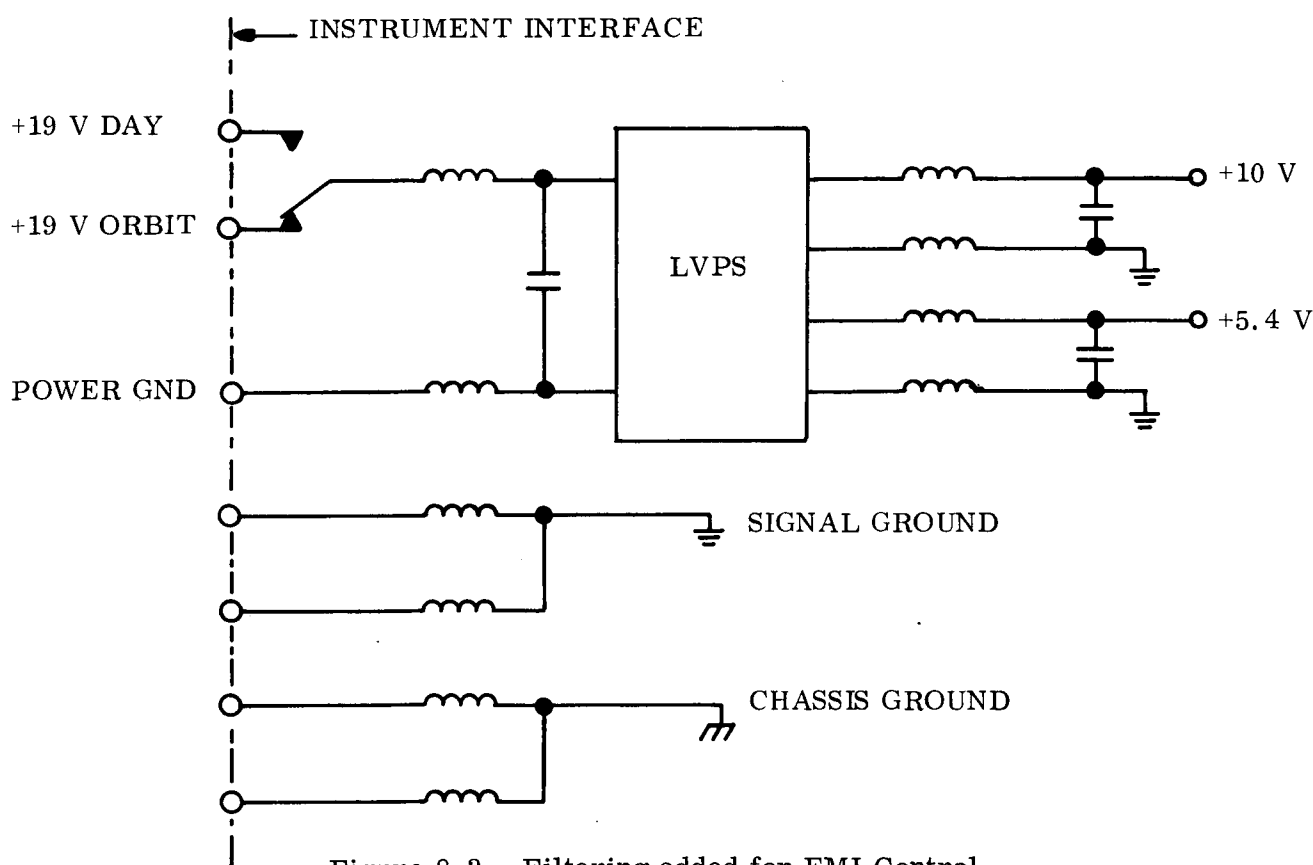 INSTRUMENT INTERFACE
+19 V DAY
+19 V ORBIT
POWER GND
LVPS
+10 V
+5.4 V
SIGNAL GROUND
CHASSIS GROUND
Filtering added for EMI Control